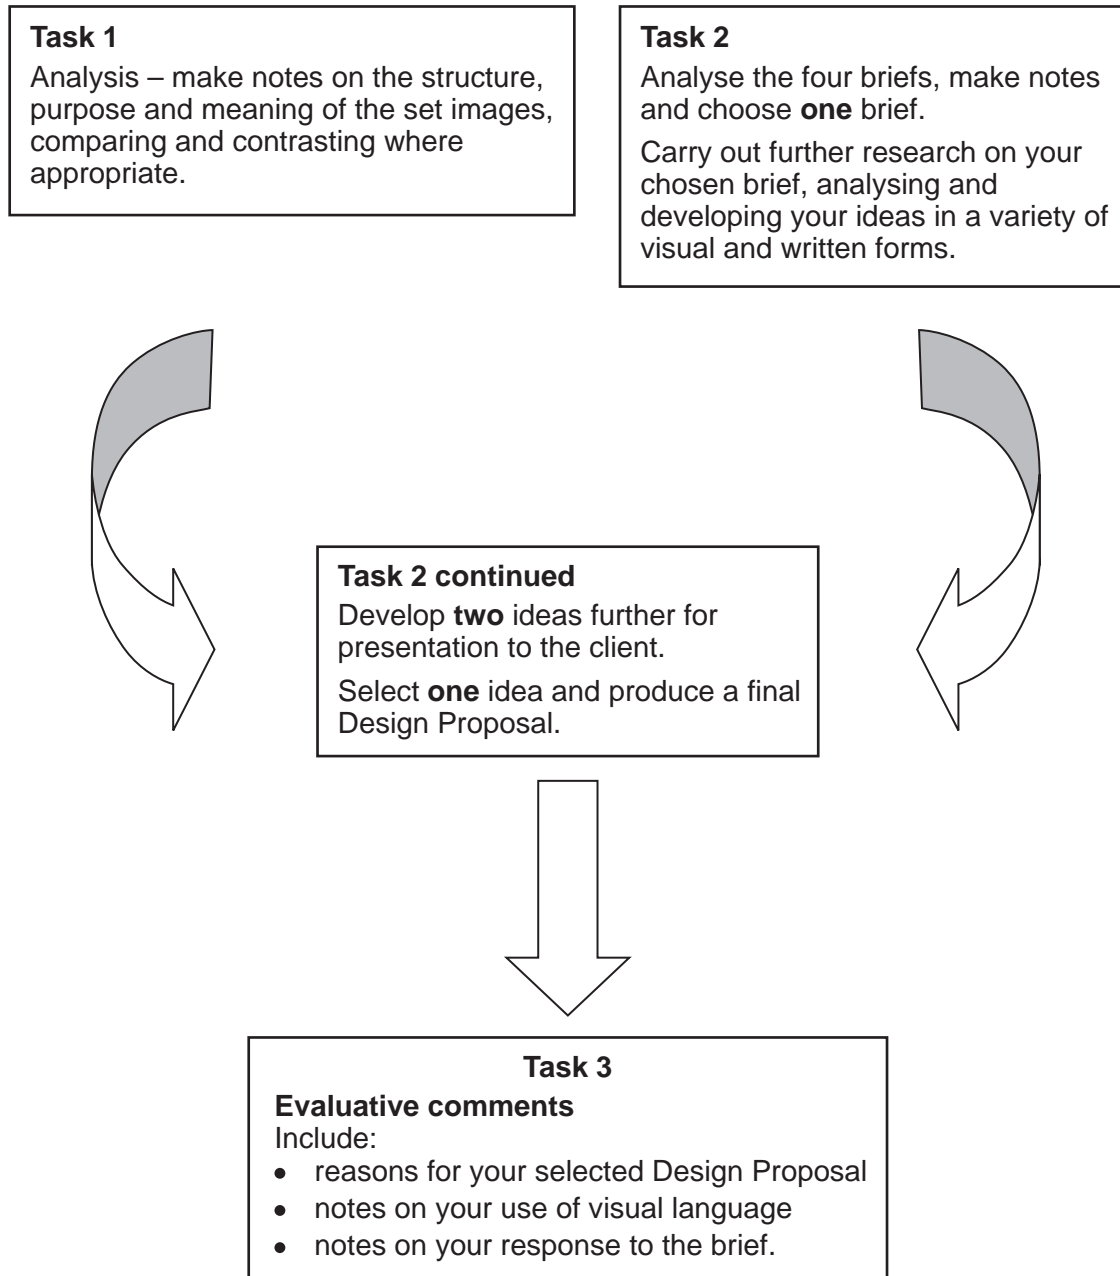 Task 1
Analysis – make notes on the structure,
purpose and meaning of the set images,
comparing and contrasting where
appropriate.
Task 2
Analyse the four briefs, make notes
and choose one brief.
Carry out further research on your
chosen brief, analysing and
developing your ideas in a variety of
visual and written forms.
Task 2 continued
Develop two ideas further for
presentation to the client.
Select one idea and produce a final
Design Proposal.
Task 3
Evaluative comments
Include:
• reasons for your selected Design Proposal
• notes on your use of visual language
• notes on your response to the brief.